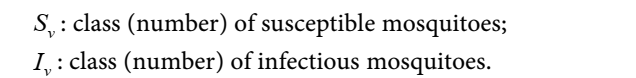 S_v : class (number) of susceptible mosquitoes;
I_v : class (number) of infectious mosquitoes.